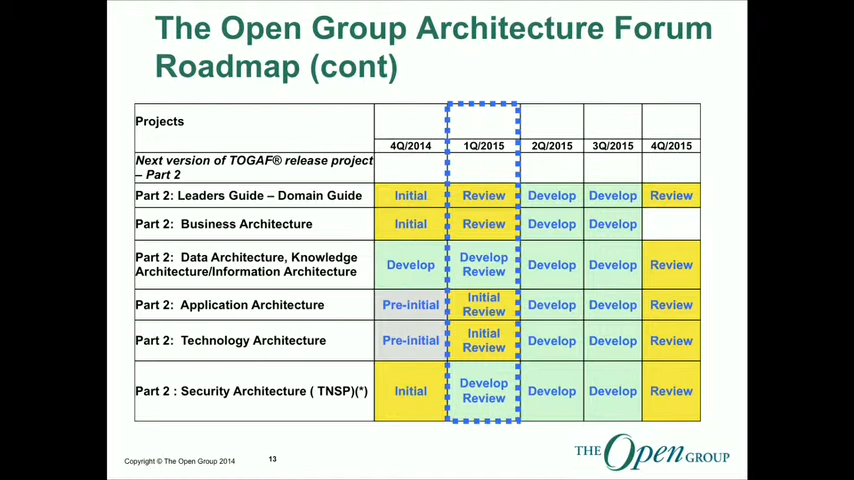 The Open Group Architecture Forum
Roadmap (cont)
Projects
4Q/2014 1Q/2015 2Q/2015 3Q/2015 4Q/2015
Next version of TOGAF® release project
– Part 2
Part 2: Leaders Guide – Domain Guide Initial Review Develop Develop Review
Part 2: Business Architecture Initial Review Develop Develop
Part 2: Data Architecture, Knowledge
Architecture/Information Architecture
Develop
Develop
Review
Develop Develop Review
Part 2: Application Architecture Pre-initial
Initial
Review
Develop Develop Review
Part 2: Technology Architecture Pre-initial
Initial
Review
Develop Develop Review
Part 2 : Security Architecture ( TNSP)(*) Initial
Develop
Review
Develop Develop Review
Copyright © The Open Group 2014
13
THE Open GROUP